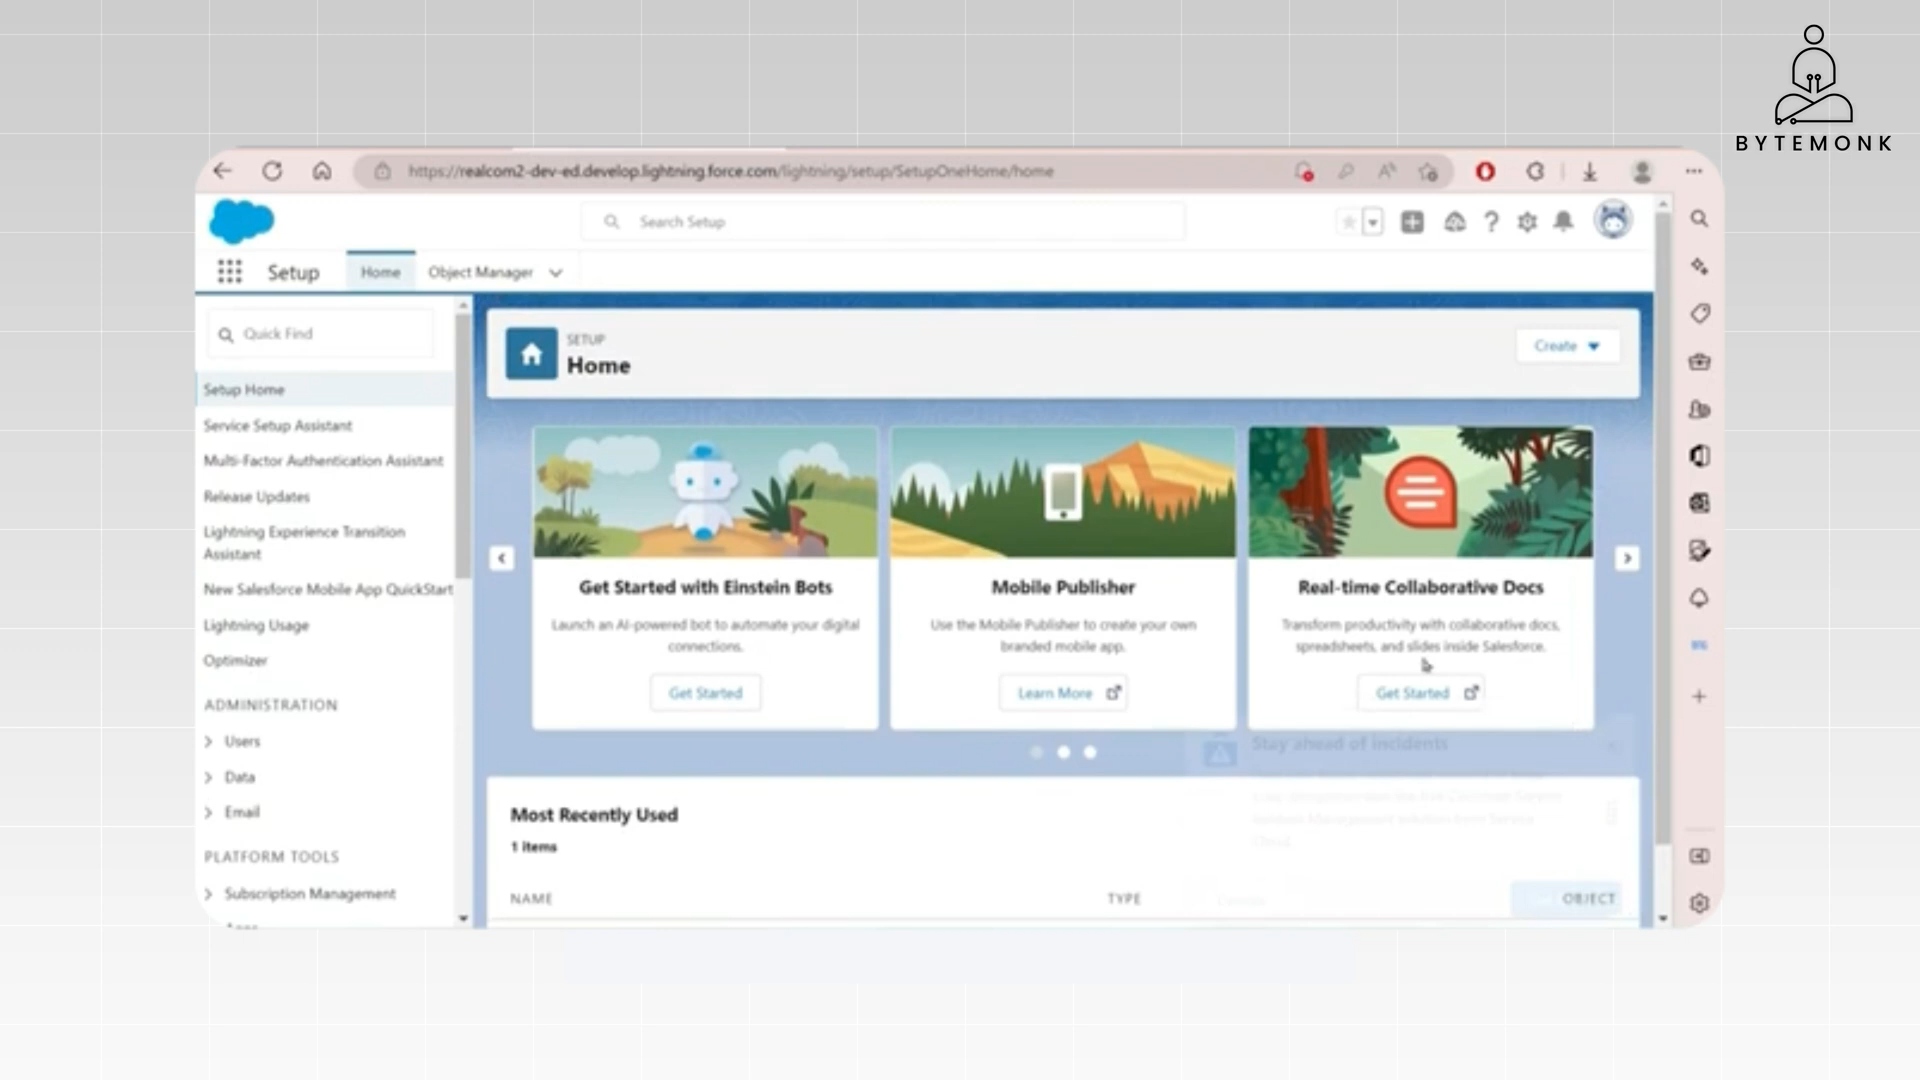 BYTEMONK
https://realcom2-dev-ed.develop.lightning.force.com/lightning/setup/SetupOneHome/home
Search Setup
Setup
Home
Object Manager
Quick Find
Setup Home
Service Setup Assistant
Multi-Factor Authentication Assistant
Release Updates
Lightning Experience Transition
Assistant
New Salesforce Mobile App QuickStart
Lightning Usage
Optimizer
ADMINISTRATION
Users
Data
Email
PLATFORM TOOLS
Subscription Management
SETUP
Home
Create
Get Started with Einstein Bots
Launch an AI-powered bot to automate your digital
connections.
Get Started
Mobile Publisher
Use the Mobile Publisher to create your own
branded mobile app.
Learn More
Real-time Collaborative Docs
Transform productivity with collaborative docs,
spreadsheets, and slides inside Salesforce.
Get Started
Stay ahead of incidents
Most Recently Used
1 items
NAME
TYPE
OBJECT